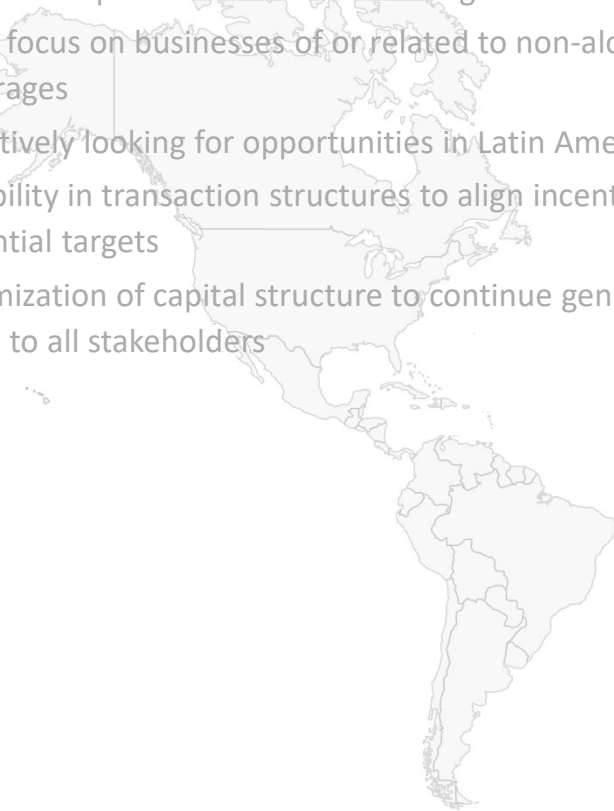 focus on businesses of or related to non-alc
rages
tively looking for opportunities in Latin Ame
bility in transaction structures to align incent
ntial targets
mization of capital structure to continue gen
to all stakeholders